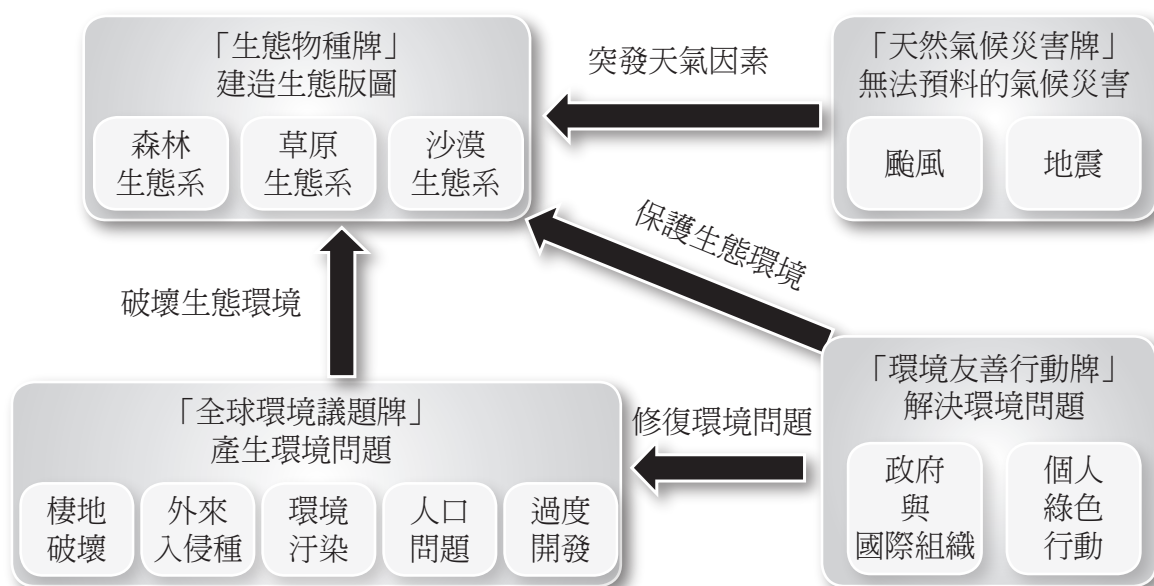 「生態物種牌」
建造生態版圖
森林
生態系
草原
生態系
沙漠
生態系
突發天氣因素
「天然氣候災害牌」
無法預料的氣候災害
颱風
地震
保護生態環境
破壞生態環境
「全球環境議題牌」
產生環境問題
棲地
破壞
外來
入侵種
環境
汙染
人口
問題
過度
開發
修復環境問題
「環境友善行動牌」
解決環境問題
政府
與
國際組織
個人
綠色
行動